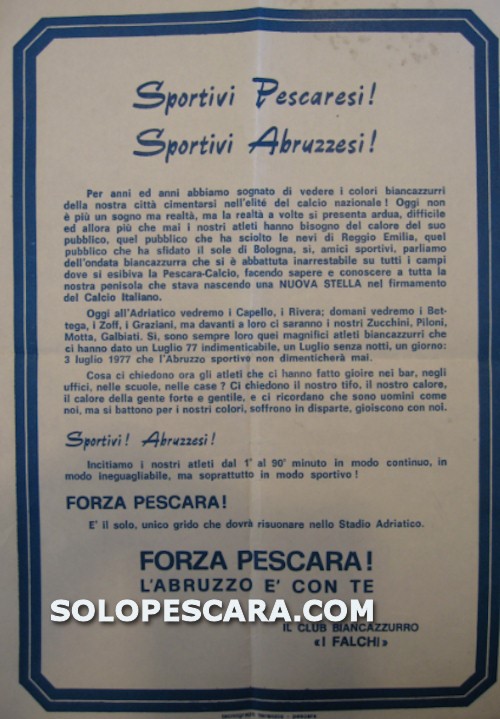 Sportivi Pescaresi!
Sportivi Abruzzesi!
Per anni ed anni abbiamo sognato di vedere i colori biancazzurri
della nostra città cimentarsi nell'elité del calcio nazionale! Oggi non
è più un sogno ma realtà, ma la realtà a volte si presenta ardua, difficile
ed allora più che mai i nostri atleti hanno bisogno del calore del suo
pubblico, quel pubblico che ha sciolto le nevi di Reggio Emilia, quel
pubblico che ha sfidato il sole di Bologna, si, amici, sportivi, parliamo
dell'ondata biancazzurra che si è abbattuta inarrestabile su tutti i campi
dove si esibiva la Pescara-Calcio, facendo sapere e conoscere a tutta la
nostra penisola che stava nascendo una NUOVA STELLA nel firmamento
del Calcio Italiano.
Oggi all'Adriatico vedremo i Capello, i Rivera; domani vedremo i Bet-
tega, i Zoff, i Graziani, ma davanti a loro ci saranno i nostri Zucchini, Piloni,
Motta, Galbiati. Si, sono sempre loro quei magnifici atleti biancazzurri che
ci hanno dato un Luglio 77 indimenticabile, un Luglio senza notti, un giorno:
3 luglio 1977 che l'Abruzzo sportivo non dimenticherà mai.
Cosa ci chiedono ora gli atleti che ci hanno fatto gioire nei bar, negli
uffici, nelle scuole, nelle case? Ci chiedono il nostro tifo, il nostro calore,
il calore della gente forte e gentile, e ci ricordano che sono uomini come
noi, ma si battono per i nostri colori, soffrono in disparte, gioiscono con noi.
Sportivi! Abruzzesi!
Incitiamo i nostri atleti dal 1° al 90° minuto in modo continuo, in
modo ineguagliabile, ma soprattutto in modo sportivo!
FORZA PESCARA!
E' il solo, unico grido che dovrà risuonare nello Stadio Adriatico.
FORZA PESCARA!
L'ABRUZZO E' CON TE
SOLOPESCARA.COM
IL CLUB BIANCAZZURRO
«I FALCHI»